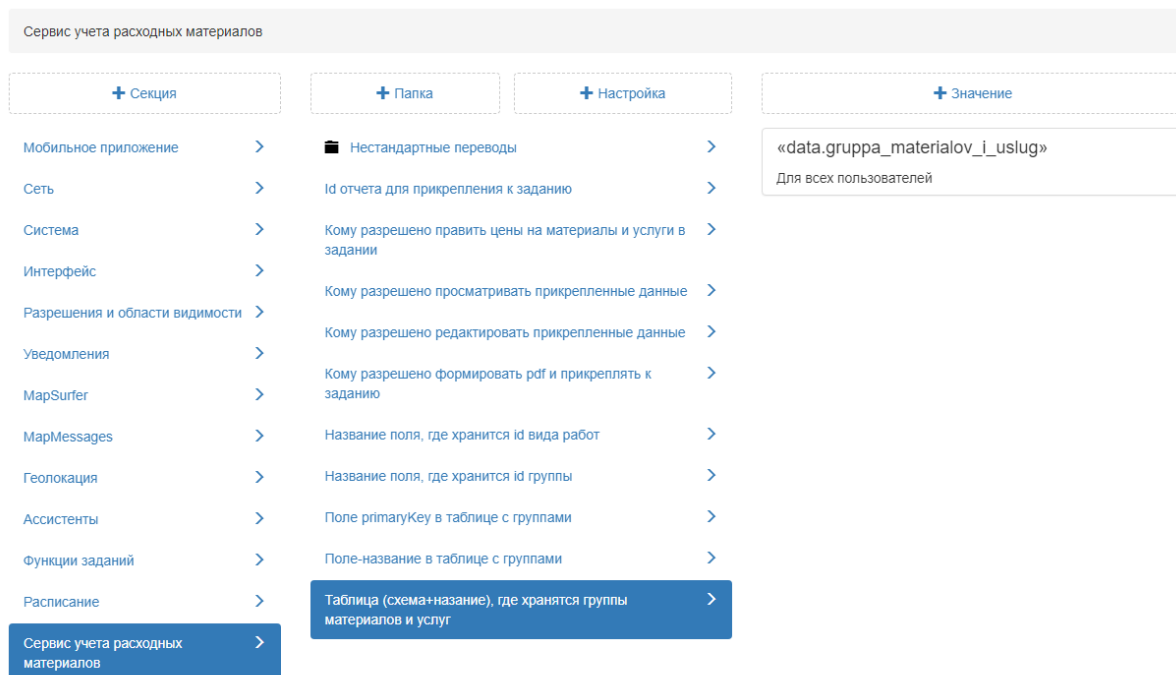 Сервис учета расходных материалов
+ Секция
+ Папка
+ Настройка
+ Значение
Мобильное приложение
Сеть
Система
Интерфейс
Разрешения и области видимости
Уведомления
MapSurfer
MapMessages
Геолокация
Ассистенты
Функции заданий
Расписание
Сервис учета расходных
материалов
Нестандартные переводы
Id отчета для прикрепления к заданию
Кому разрешено править цены на материалы и услуги в
задании
Кому разрешено просматривать прикрепленные данные
Кому разрешено редактировать прикрепленные данные
Кому разрешено формировать pdf и прикреплять к
заданию
Название поля, где хранится id вида работ
Название поля, где хранится id группы
Поле primaryKey в таблице с группами
Поле-название в таблице с группами
Таблица (схема+назание), где хранятся группы
материалов и услуг
«data.gruppa_materialov_i_uslug»
Для всех пользователей